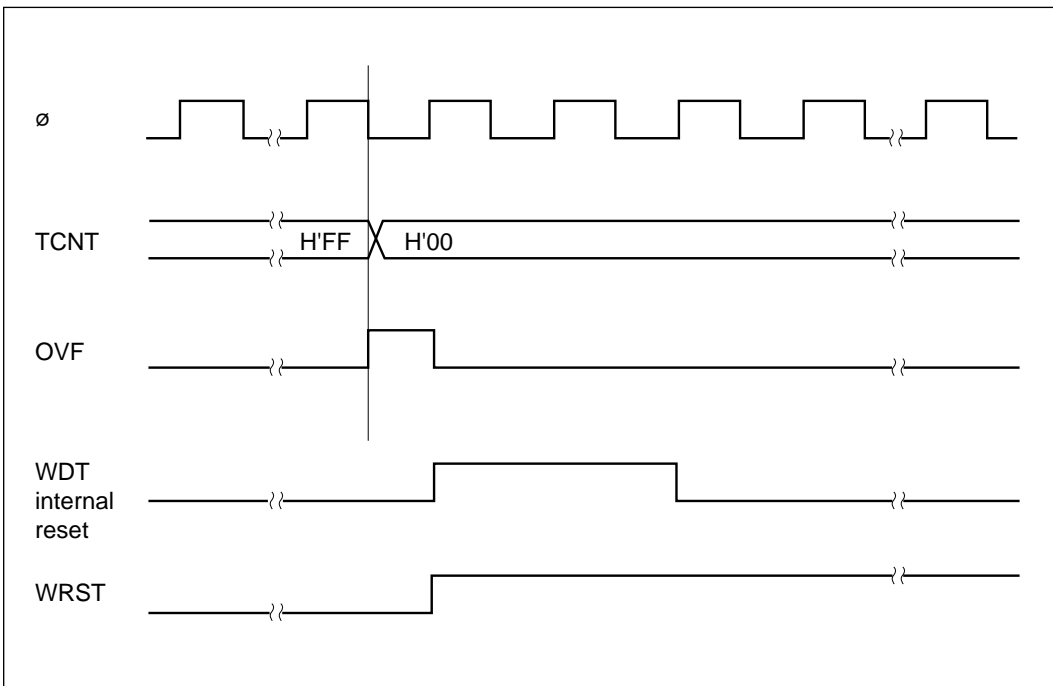 ø
TCNT
H'FF
H'00
OVF
WDT
internal
reset
WRST